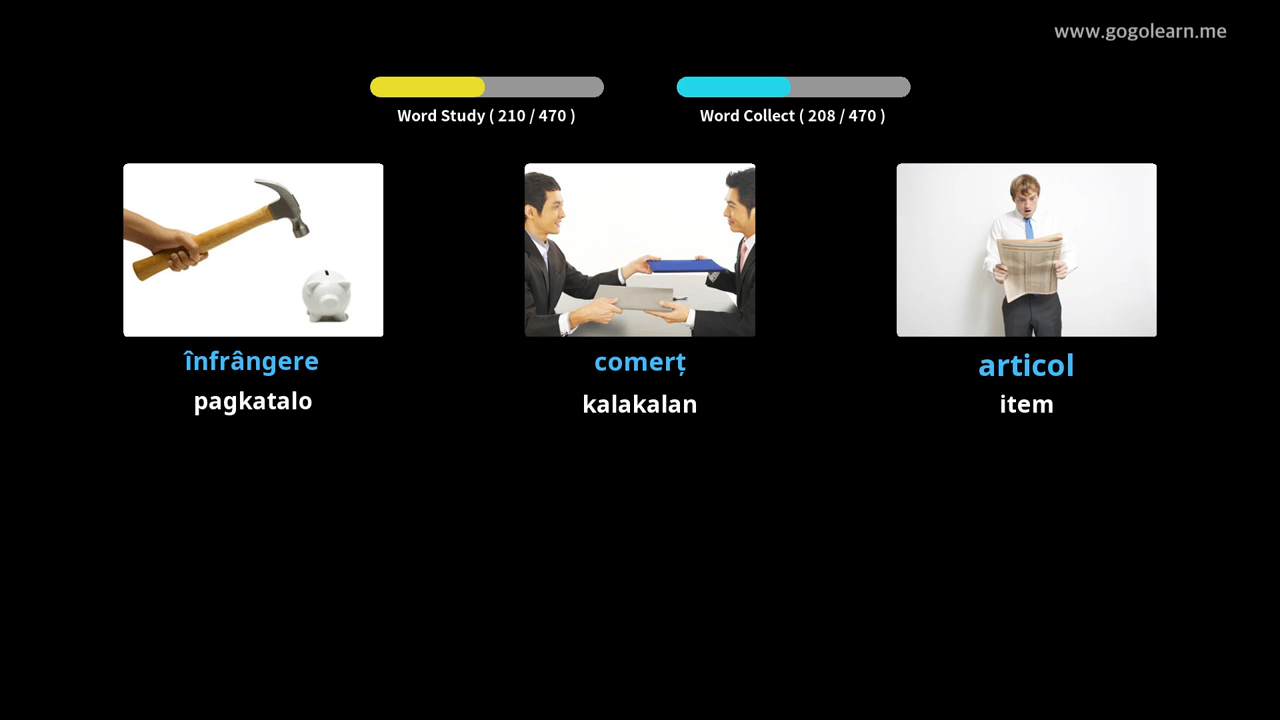 www.gogolearn.me
Word Study ( 210 / 470 )
Word Collect ( 208 / 470 )
înfrângere
comerț
articol
pagkatalo
kalakalan
item